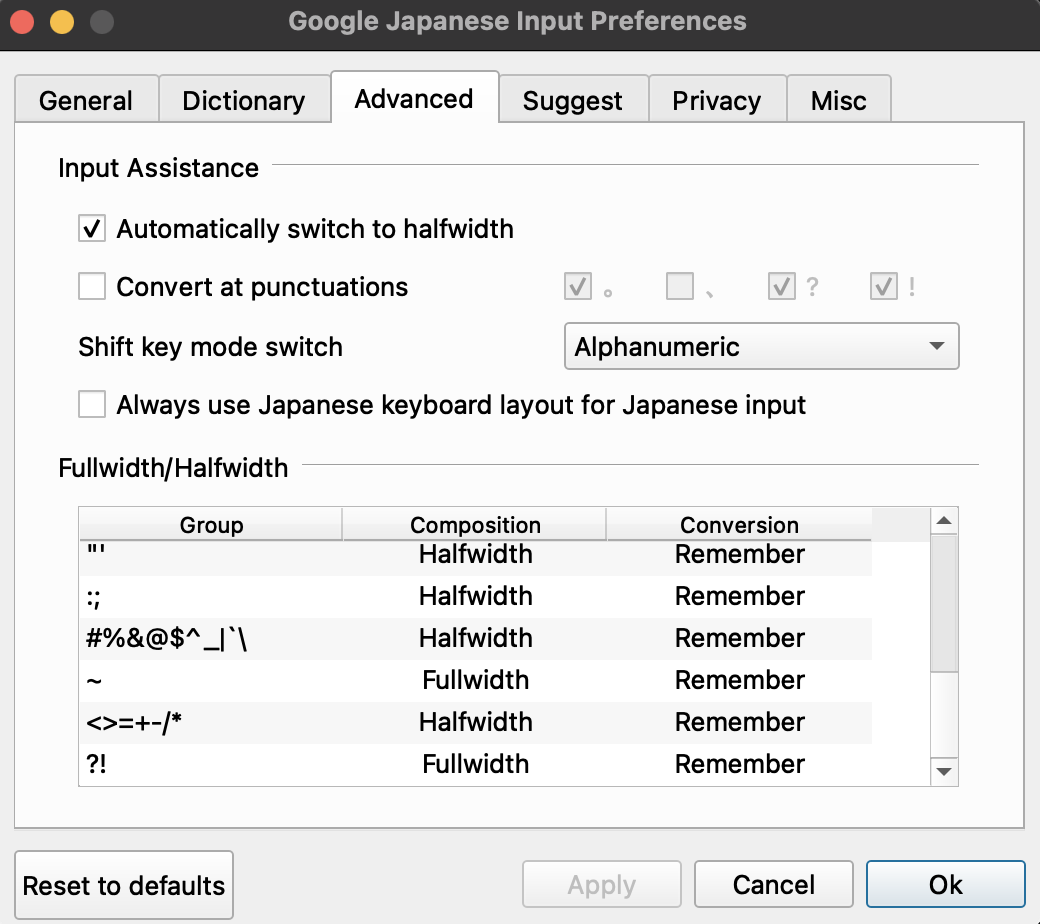 Google Japanese Input Preferences
General Dictionary Advanced Suggest Privacy Misc
Input Assistance
Automatically switch to halfwidth
Convert at punctuations 。 、 ? !
Shift key mode switch Alphanumeric
Always use Japanese keyboard layout for Japanese input
Fullwidth/Halfwidth
Group Composition Conversion
"' Halfwidth Remember
:; Halfwidth Remember
#%&@$^_|`\ Halfwidth Remember
~ Fullwidth Remember
<>=+-/* Halfwidth Remember
?! Fullwidth Remember
Reset to defaults Apply Cancel Ok